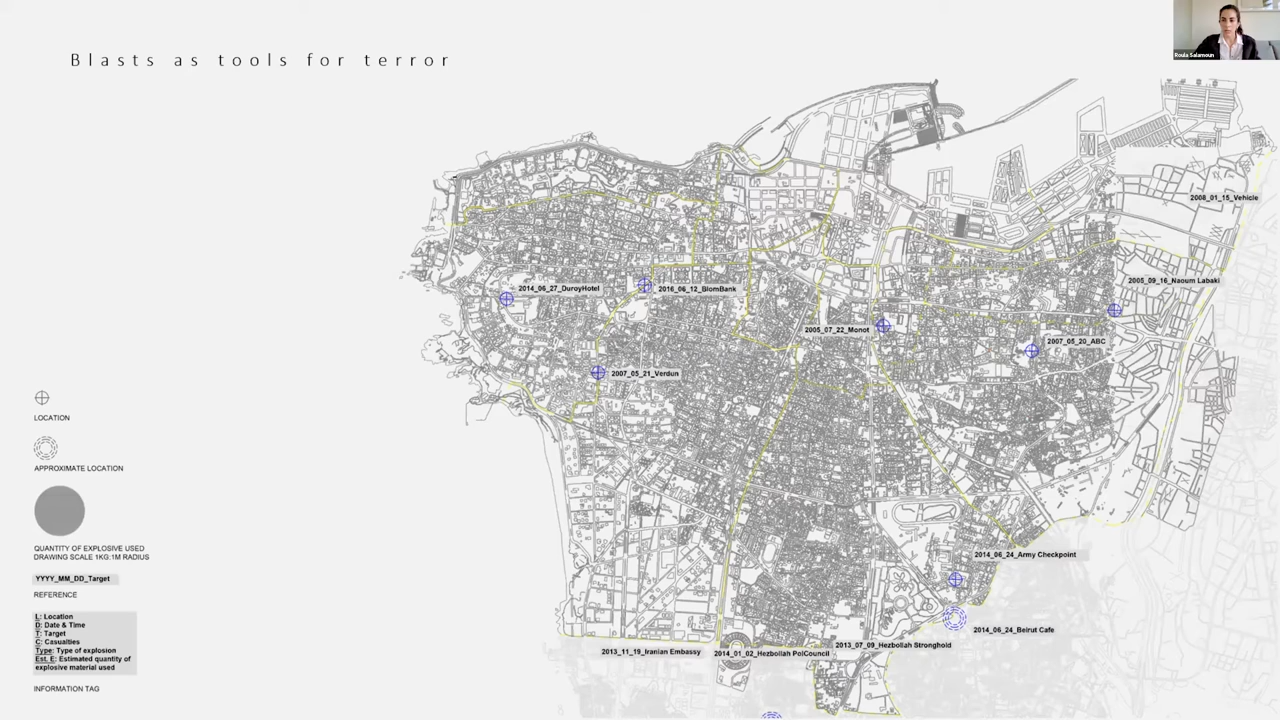 Blasts as tools for terror
Roula Salamoun
2008_01_15_Vehicle
2005_09_16_Naoum Labaki
2014_06_27_DuroyHotel
2016_06_12_BlomBank
2005_07_22_Monot
2007_05_20_ABC
2007_05_21_Verdun
2014_06_24_Army Checkpoint
2014_06_24_Beirut Cafe
2013_07_09_Hezbollah Stronghold
2013_11_19_Iranian Embassy
2014_01_02_Hezbollah PolCouncil
LOCATION
APPROXIMATE LOCATION
QUANTITY OF EXPLOSIVE USED
DRAWING SCALE 1KG:1M RADIUS
YYYY_MM_DD_Target
REFERENCE
L: Location
D: Date & Time
T: Target
C: Casualties
Type: Type of explosion
Est. E: Estimated quantity of
explosive material used
INFORMATION TAG